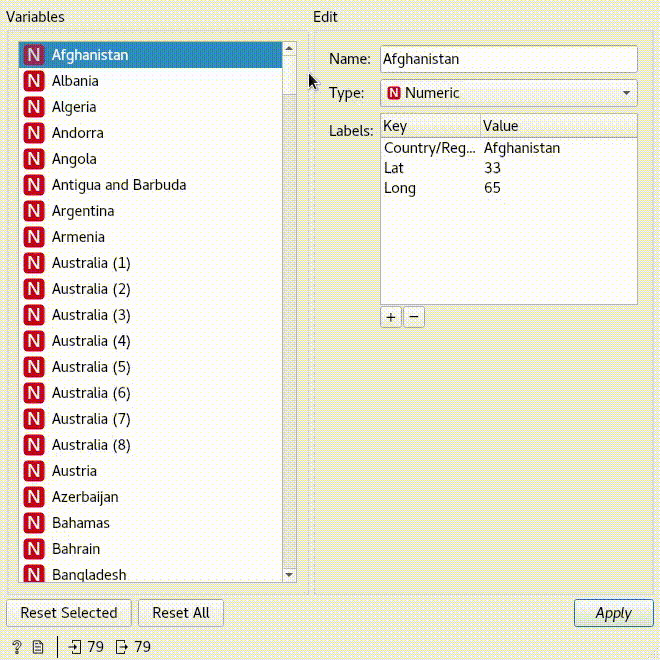 Variables
N Afghanistan
N Albania
N Algeria
N Andorra
N Angola
N Antigua and Barbuda
N Argentina
N Armenia
N Australia (1)
N Australia (2)
N Australia (3)
N Australia (4)
N Australia (5)
N Australia (6)
N Australia (7)
N Australia (8)
N Austria
N Azerbaijan
N Bahamas
N Bahrain
N Bangladesh
Reset Selected Reset All
? 79 79
Edit
Name: Afghanistan
Type: N Numeric
Labels: Key Value
Country/Reg... Afghanistan
Lat 33
Long 65
+ −
Apply